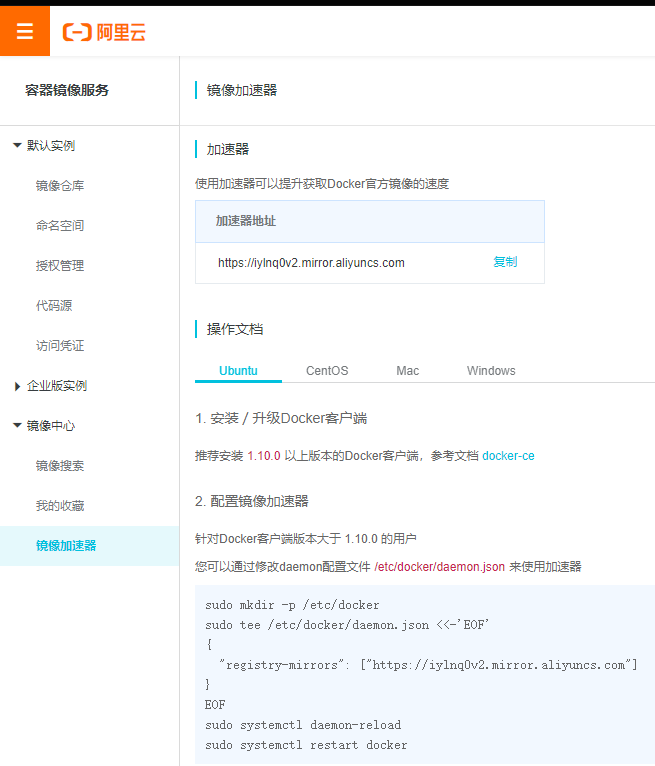 阿里云
容器镜像服务
镜像加速器
默认实例
镜像仓库
命名空间
授权管理
代码源
访问凭证
企业版实例
镜像中心
镜像搜索
我的收藏
镜像加速器
加速器
使用加速器可以提升获取Docker官方镜像的速度
加速器地址
https://iylnq0v2.mirror.aliyuncs.com 复制
操作文档
Ubuntu CentOS Mac Windows
1. 安装 / 升级Docker客户端
推荐安装 1.10.0 以上版本的Docker客户端，参考文档 docker-ce
2. 配置镜像加速器
针对Docker客户端版本大于 1.10.0 的用户
您可以通过修改daemon配置文件 /etc/docker/daemon.json 来使用加速器
sudo mkdir -p /etc/docker
sudo tee /etc/docker/daemon.json <<-'EOF'
{
  "registry-mirrors": ["https://iylnq0v2.mirror.aliyuncs.com"]
}
EOF
sudo systemctl daemon-reload
sudo systemctl restart docker